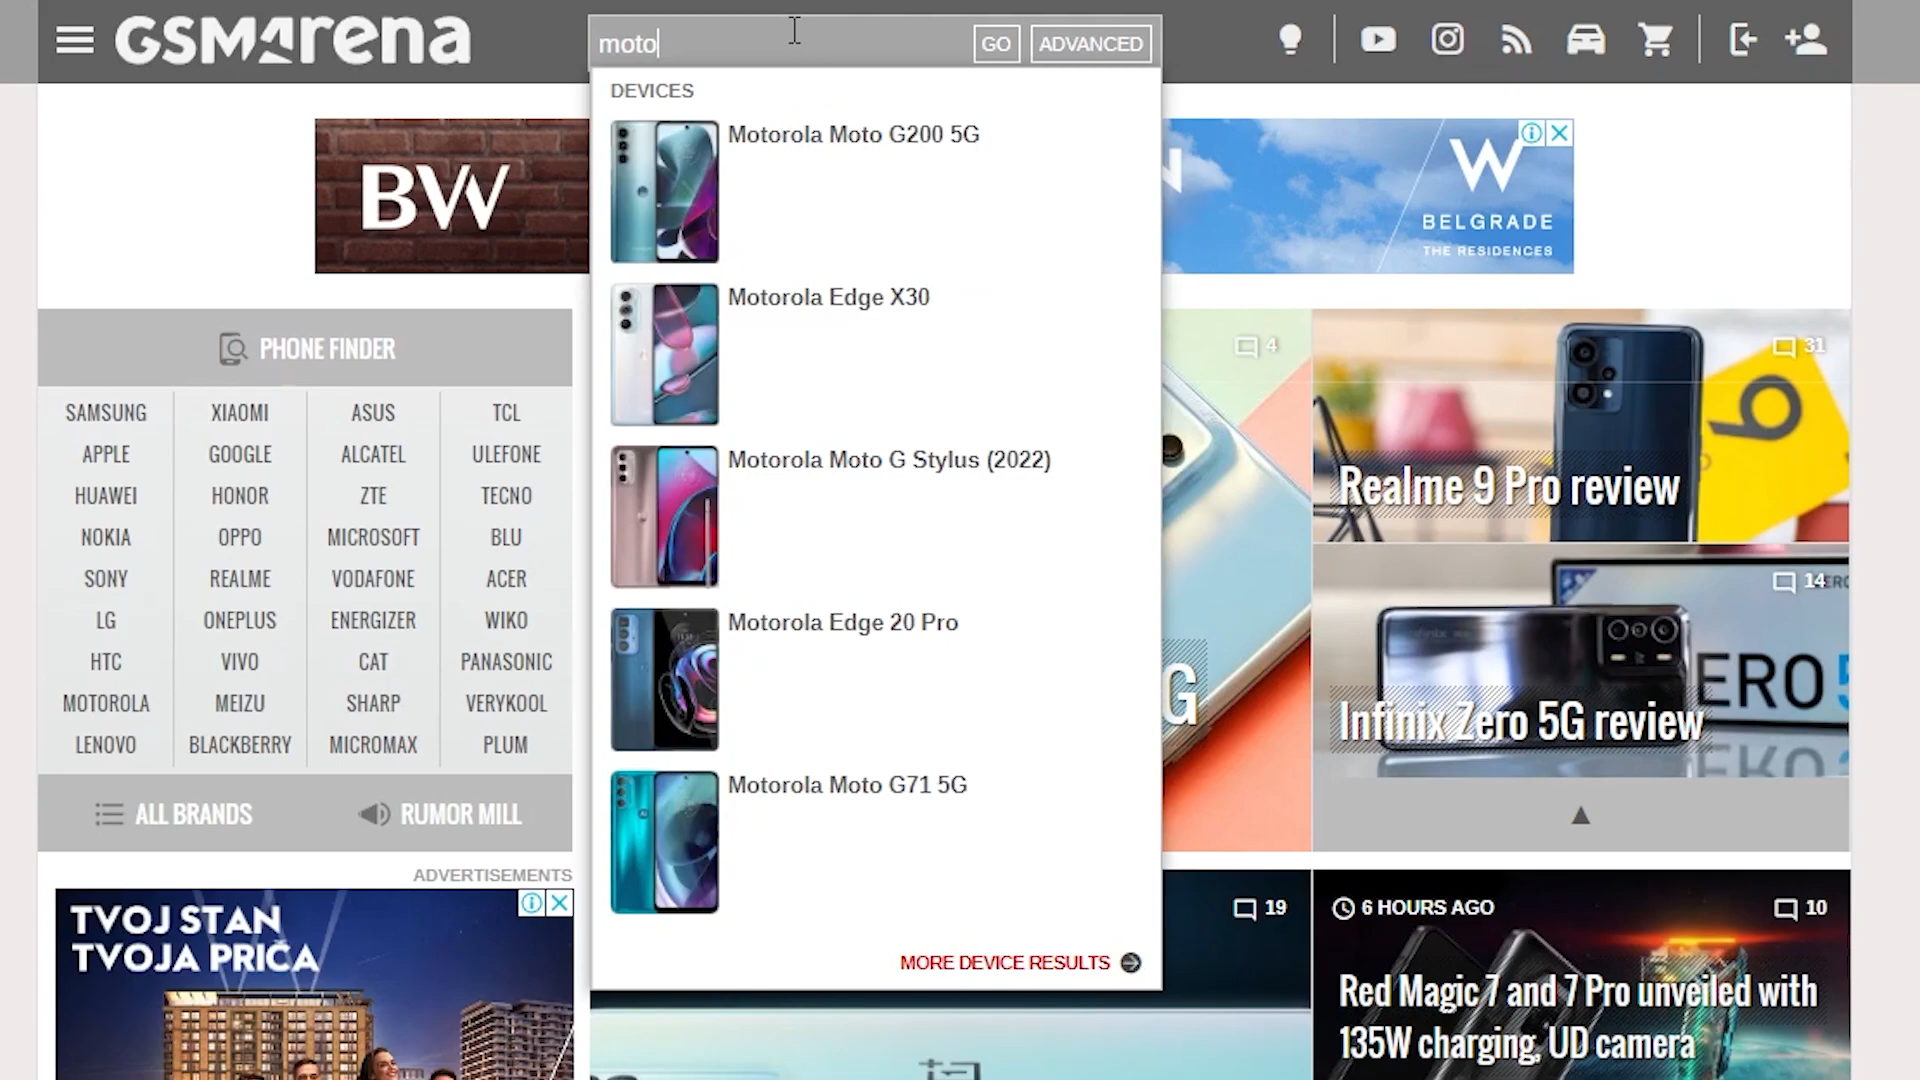 GSMArena
moto
GO
ADVANCED
DEVICES
Motorola Moto G200 5G
Motorola Edge X30
Motorola Moto G Stylus (2022)
Motorola Edge 20 Pro
Motorola Moto G71 5G
MORE DEVICE RESULTS
BW
N
W
BELGRADE
THE RESIDENCES
PHONE FINDER
SAMSUNG XIAOMI ASUS TCL
APPLE GOOGLE ALCATEL ULEFONE
HUAWEI HONOR ZTE TECNO
NOKIA OPPO MICROSOFT BLU
SONY REALME VODAFONE ACER
LG ONEPLUS ENERGIZER WIKO
HTC VIVO CAT PANASONIC
MOTOROLA MEIZU SHARP VERYKOOL
LENOVO BLACKBERRY MICROMAX PLUM
ALL BRANDS
RUMOR MILL
ADVERTISEMENTS
TVOJ STAN
TVOJA PRIČA
4
G
31
9
Realme 9 Pro review
14
ERO 5
Infinix Zero 5G review
19
6 HOURS AGO
10
Red Magic 7 and 7 Pro unveiled with
135W charging, UD camera